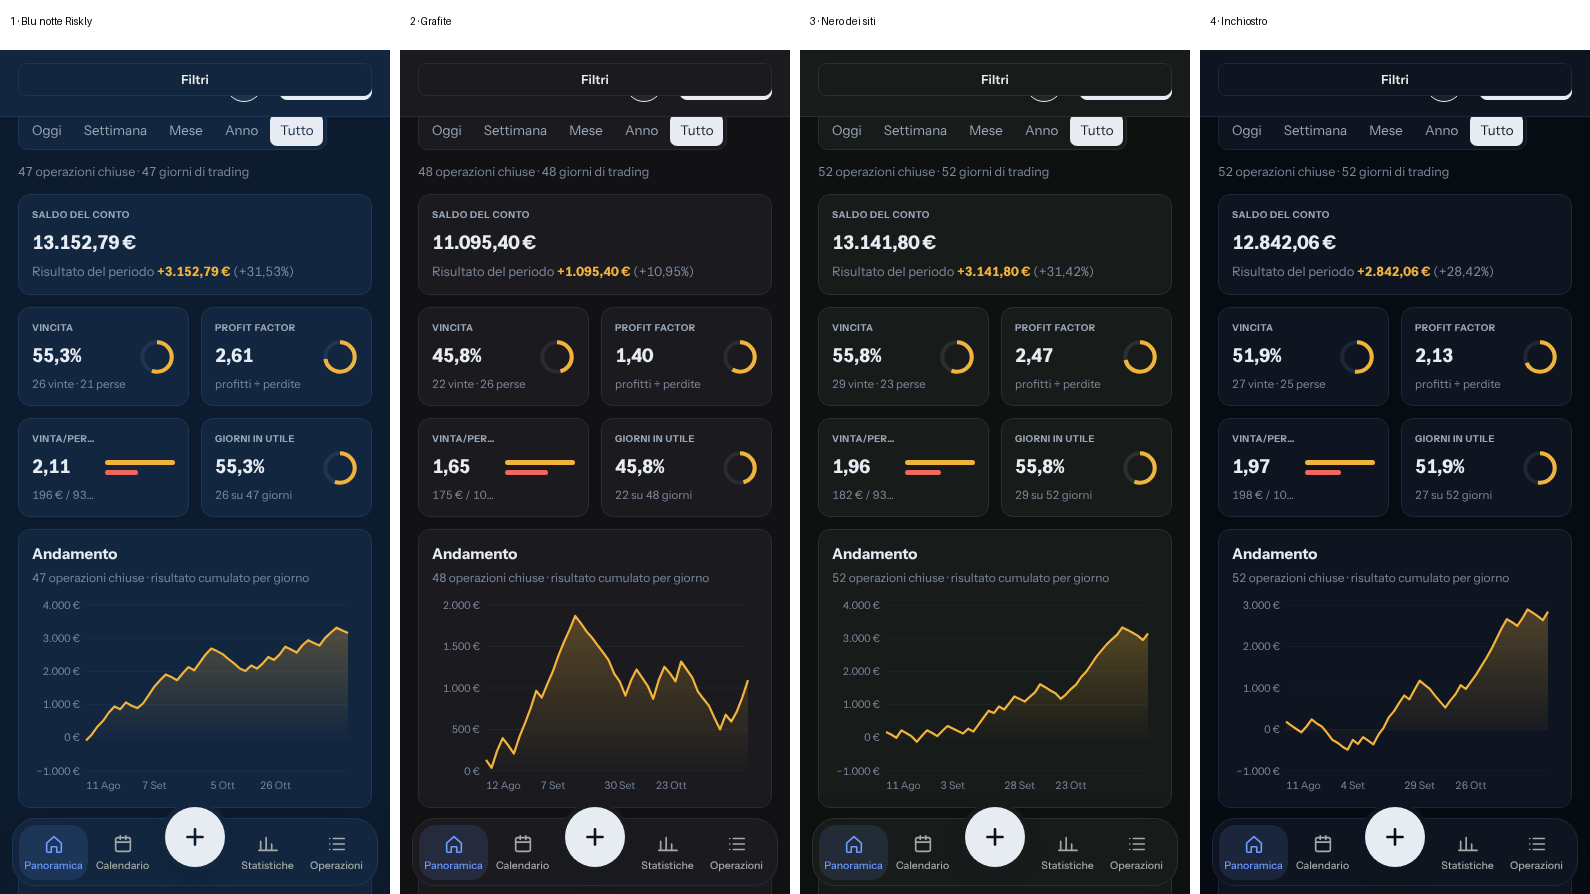 1 · Blu notte Riskly
Filtri
Oggi Settimana Mese Anno Tutto
47 operazioni chiuse · 47 giorni di trading
SALDO DEL CONTO
13.152,79 €
Risultato del periodo +3.152,79 € (+31,53%)
VINCITA
55,3%
26 vinte · 21 perse
PROFIT FACTOR
2,61
profitti ÷ perdite
VINTA/PER…
2,11
196 € / 93…
GIORNI IN UTILE
55,3%
26 su 47 giorni
Andamento
47 operazioni chiuse · risultato cumulato per giorno
4.000 €
3.000 €
2.000 €
1.000 €
0 €
−1.000 €
11 Ago 7 Set 5 Ott 26 Ott
Panoramica Calendario + Statistiche Operazioni
2 · Grafite
Filtri
Oggi Settimana Mese Anno Tutto
48 operazioni chiuse · 48 giorni di trading
SALDO DEL CONTO
11.095,40 €
Risultato del periodo +1.095,40 € (+10,95%)
VINCITA
45,8%
22 vinte · 26 perse
PROFIT FACTOR
1,40
profitti ÷ perdite
VINTA/PER…
1,65
175 € / 10…
GIORNI IN UTILE
45,8%
22 su 48 giorni
Andamento
48 operazioni chiuse · risultato cumulato per giorno
2.000 €
1.500 €
1.000 €
500 €
0 €
12 Ago 7 Set 30 Set 23 Ott
Panoramica Calendario + Statistiche Operazioni
3 · Nero dei siti
Filtri
Oggi Settimana Mese Anno Tutto
52 operazioni chiuse · 52 giorni di trading
SALDO DEL CONTO
13.141,80 €
Risultato del periodo +3.141,80 € (+31,42%)
VINCITA
55,8%
29 vinte · 23 perse
PROFIT FACTOR
2,47
profitti ÷ perdite
VINTA/PER…
1,96
182 € / 93…
GIORNI IN UTILE
55,8%
29 su 52 giorni
Andamento
52 operazioni chiuse · risultato cumulato per giorno
4.000 €
3.000 €
2.000 €
1.000 €
0 €
−1.000 €
11 Ago 3 Set 28 Set 23 Ott
Panoramica Calendario + Statistiche Operazioni
4 · Inchiostro
Filtri
Oggi Settimana Mese Anno Tutto
52 operazioni chiuse · 52 giorni di trading
SALDO DEL CONTO
12.842,06 €
Risultato del periodo +2.842,06 € (+28,42%)
VINCITA
51,9%
27 vinte · 25 perse
PROFIT FACTOR
2,13
profitti ÷ perdite
VINTA/PER…
1,97
198 € / 10…
GIORNI IN UTILE
51,9%
27 su 52 giorni
Andamento
52 operazioni chiuse · risultato cumulato per giorno
3.000 €
2.000 €
1.000 €
0 €
−1.000 €
11 Ago 4 Set 29 Set 26 Ott
Panoramica Calendario + Statistiche Operazioni